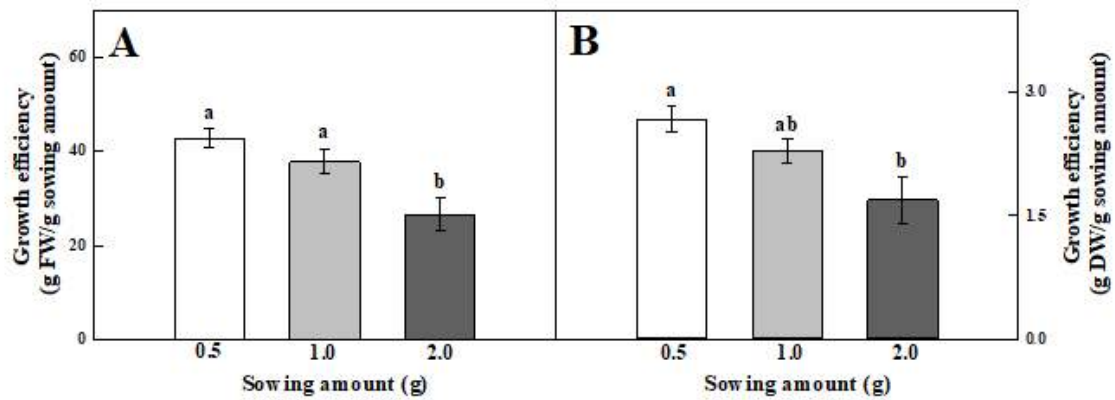 A
B
Growth efficiency
(g FW/g sowing amount)
60
40
20
0
a
a
b
0.5
1.0
2.0
Sowing amount (g)
a
ab
b
0.5
1.0
2.0
Sowing amount (g)
3.0
1.5
0.0
Growth efficiency
(g DW/g sowing amount)